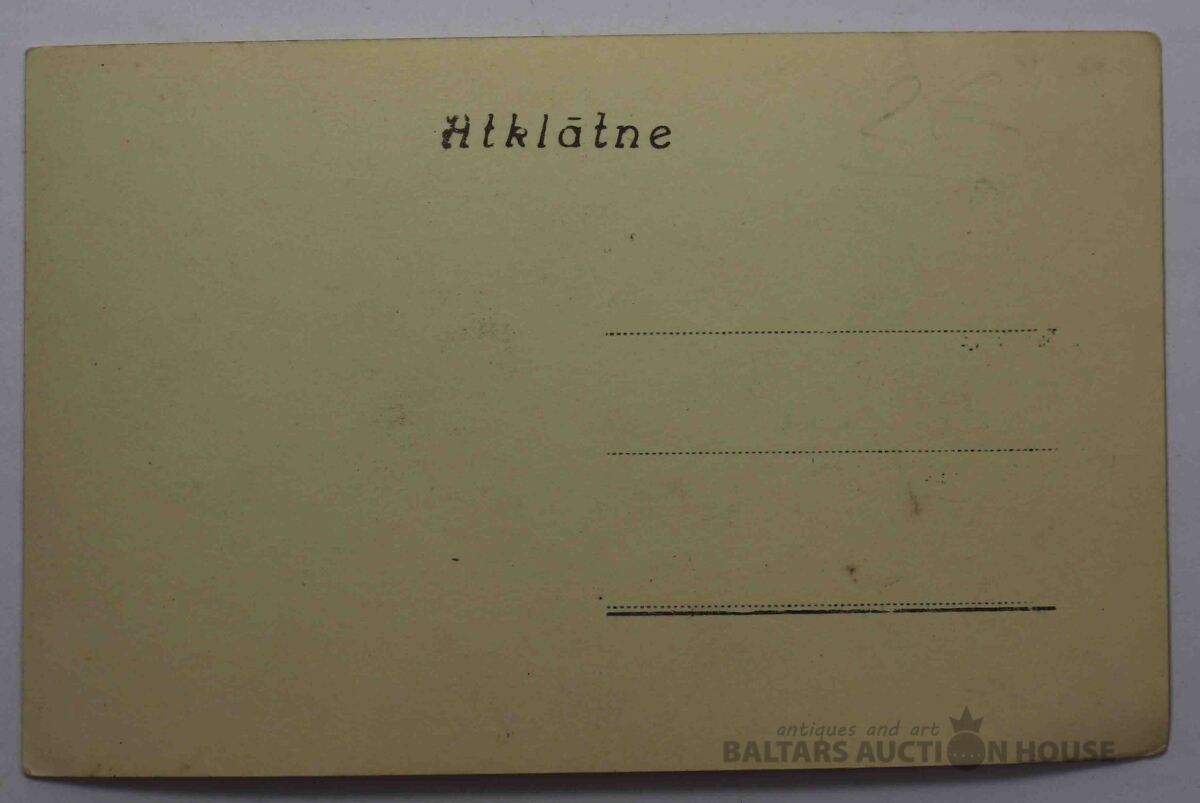 Atklātne
antiques and art
BALTARS AUCTION HOUSE